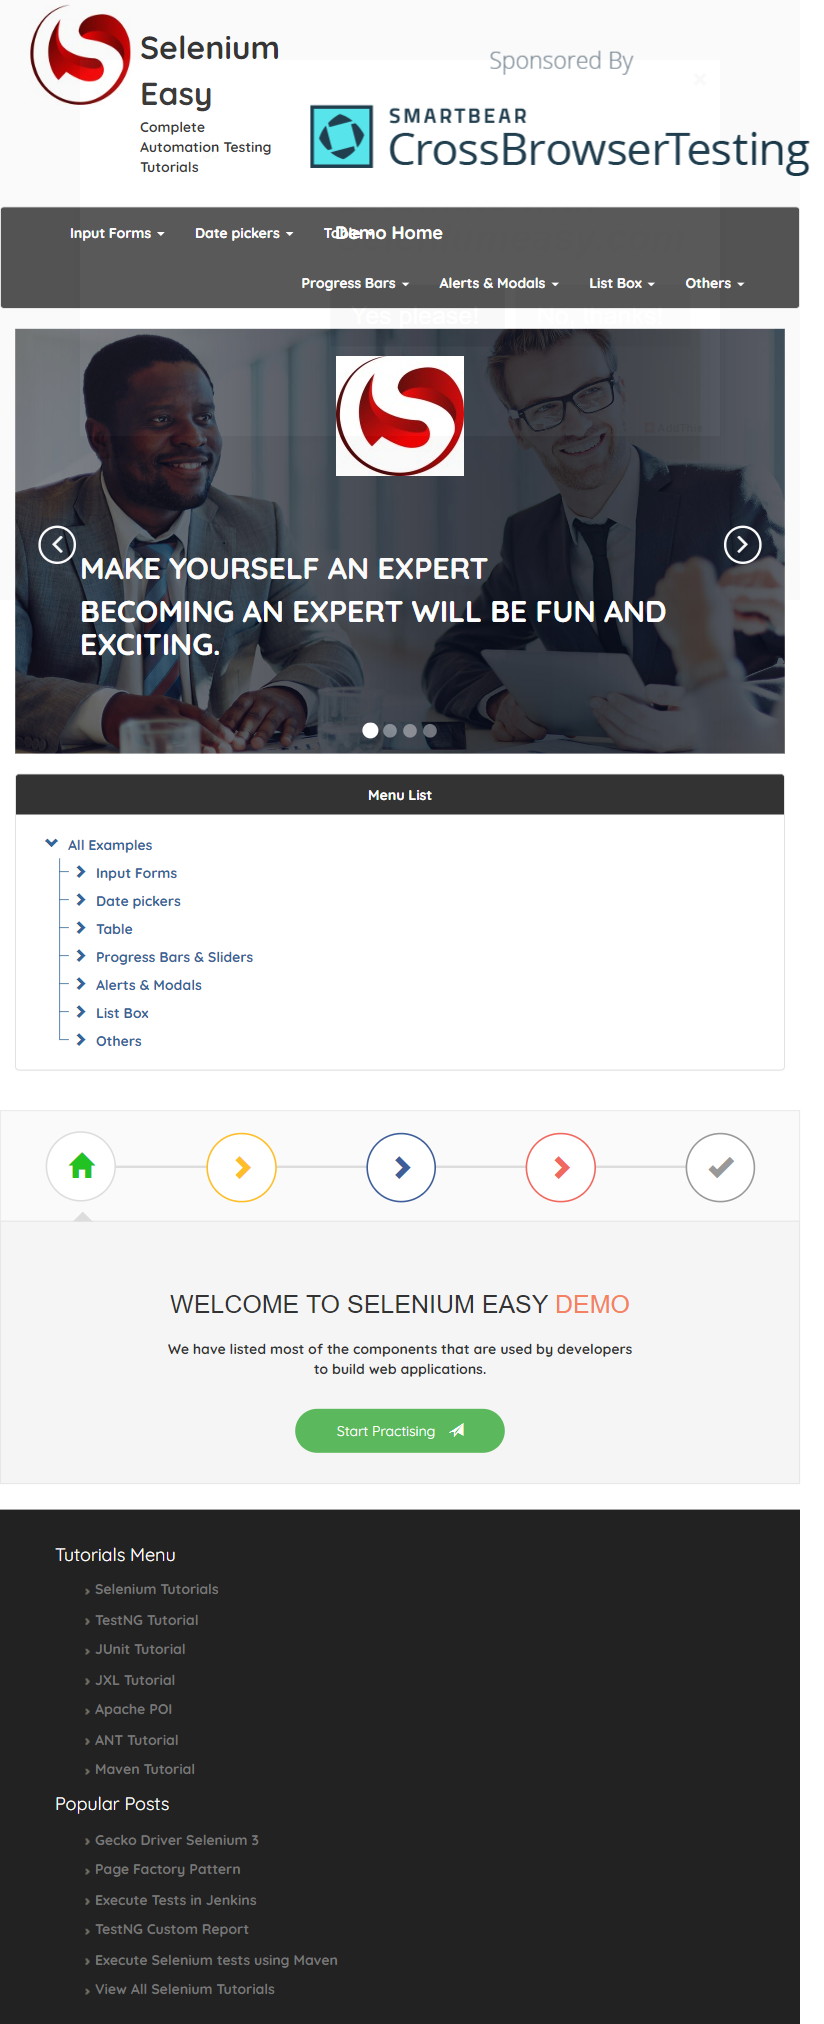 Selenium
Easy
Complete
Automation Testing
Tutorials
Sponsored By
SMARTBEAR
CrossBrowserTesting
Input Forms
Date pickers
Table
Demo Home
Progress Bars
Alerts & Modals
List Box
Others
Yes please!
No, thanks!
AddThis
MAKE YOURSELF AN EXPERT
BECOMING AN EXPERT WILL BE FUN AND
EXCITING.
Menu List
All Examples
Input Forms
Date pickers
Table
Progress Bars & Sliders
Alerts & Modals
List Box
Others
WELCOME TO SELENIUM EASY DEMO
We have listed most of the components that are used by developers
to build web applications.
Start Practising
Tutorials Menu
Selenium Tutorials
TestNG Tutorial
JUnit Tutorial
JXL Tutorial
Apache POI
ANT Tutorial
Maven Tutorial
Popular Posts
Gecko Driver Selenium 3
Page Factory Pattern
Execute Tests in Jenkins
TestNG Custom Report
Execute Selenium tests using Maven
View All Selenium Tutorials